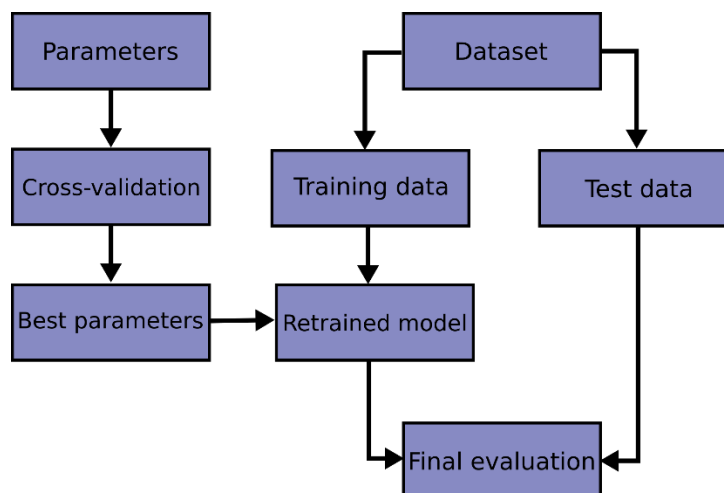 Parameters
Dataset
Cross-validation
Training data
Test data
Best parameters
Retrained model
Final evaluation